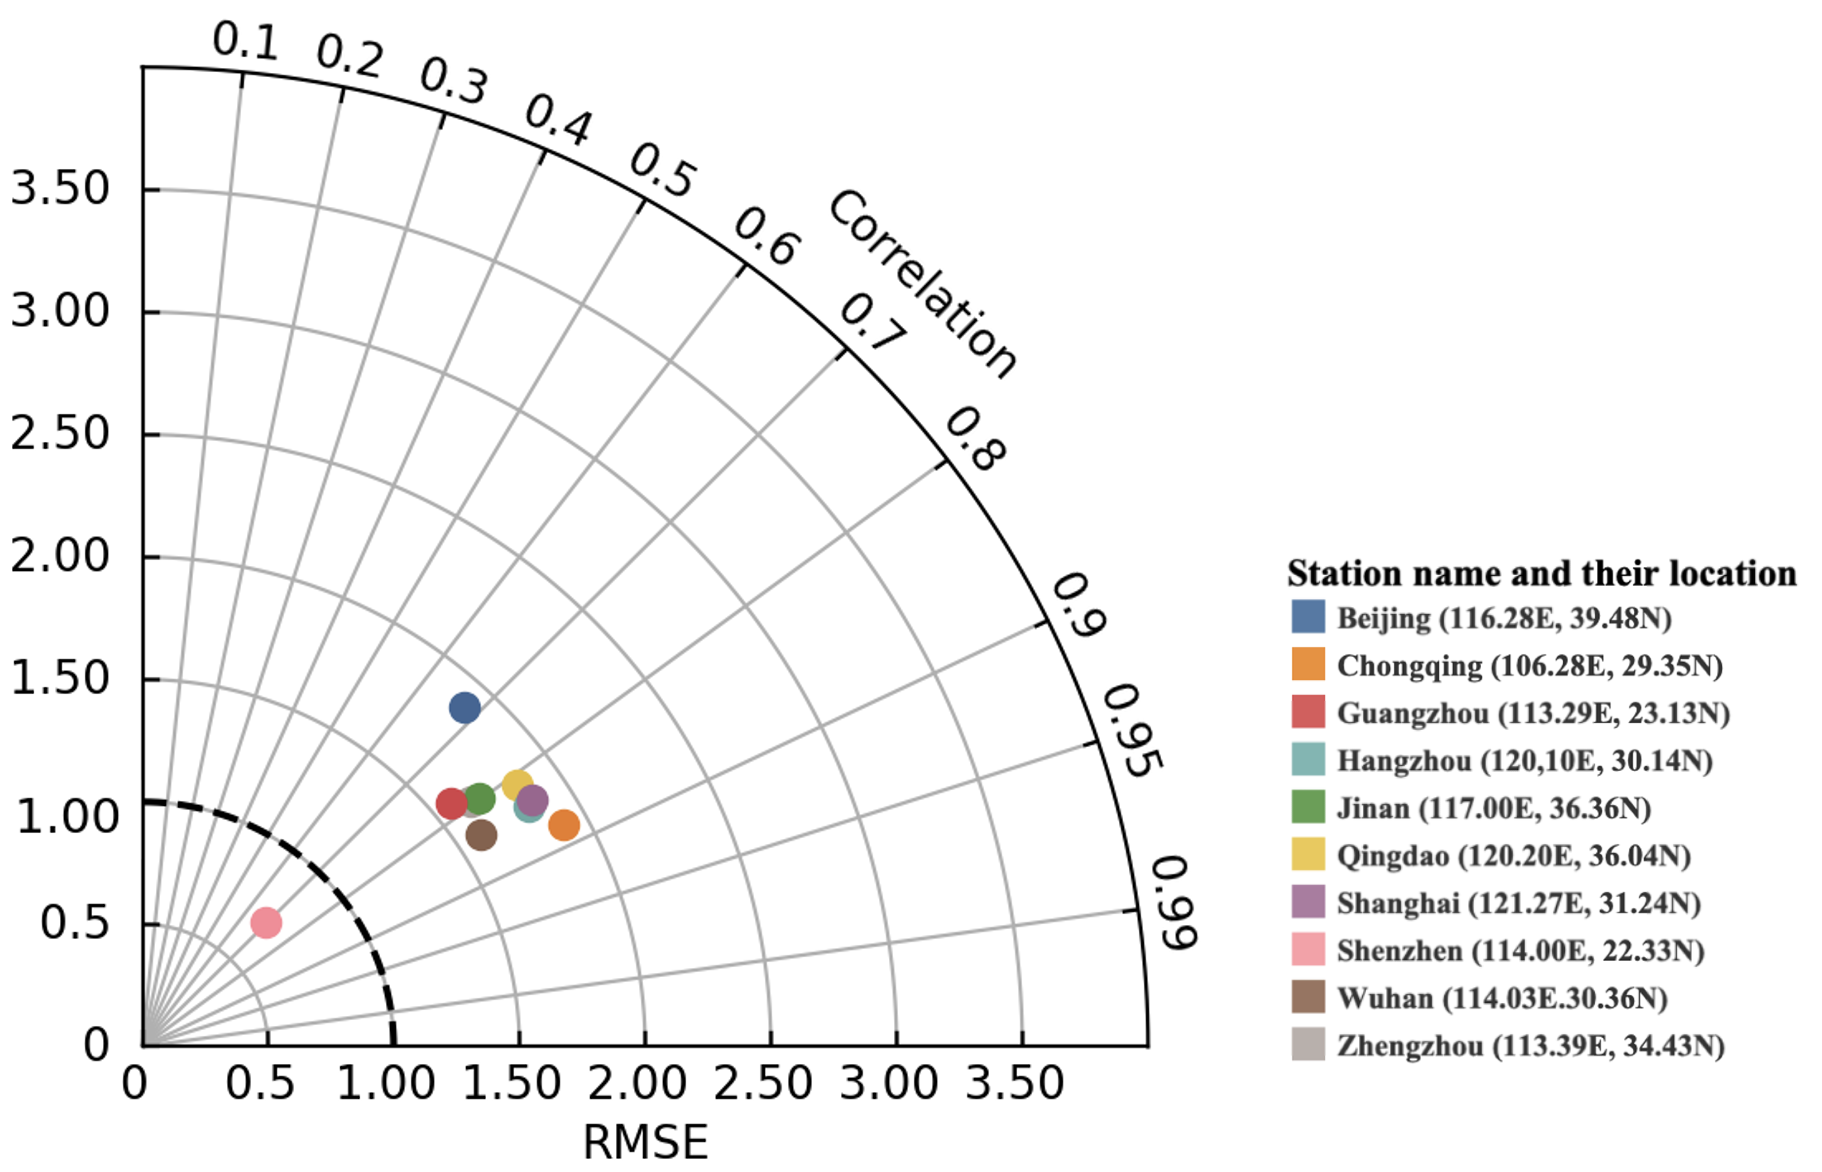 0.1
0.2
0.3
0.4
0.5
0.6
0.7
0.8
0.9
0.95
0.99
Correlation
3.50
3.00
2.50
2.00
1.50
1.00
0.5
0
0 0.5 1.00 1.50 2.00 2.50 3.00 3.50
RMSE
Station name and their location
Beijing (116.28E, 39.48N)
Chongqing (106.28E, 29.35N)
Guangzhou (113.29E, 23.13N)
Hangzhou (120,10E, 30.14N)
Jinan (117.00E, 36.36N)
Qingdao (120.20E, 36.04N)
Shanghai (121.27E, 31.24N)
Shenzhen (114.00E, 22.33N)
Wuhan (114.03E.30.36N)
Zhengzhou (113.39E, 34.43N)